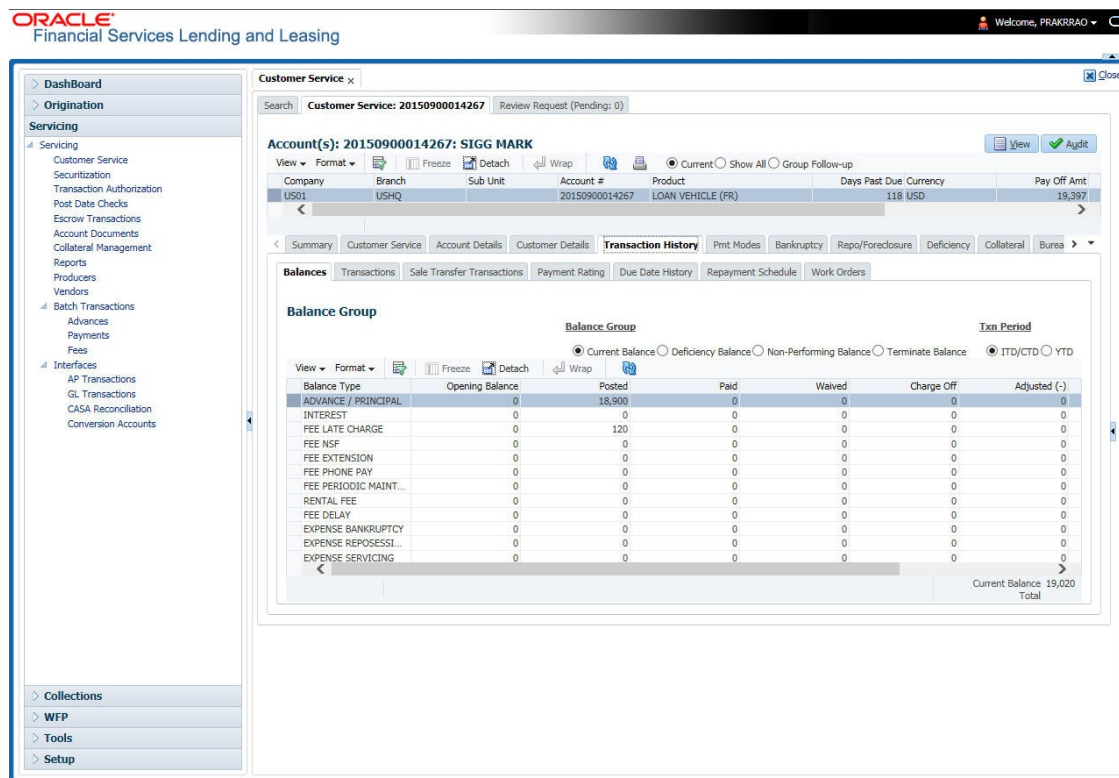 ORACLE
Financial Services Lending and Leasing
Welcome, PRAKRRAO
Close
DashBoard
Origination
Servicing
Servicing
Customer Service
Securitization
Transaction Authorization
Post Date Checks
Escrow Transactions
Account Documents
Collateral Management
Reports
Producers
Vendors
Batch Transactions
Advances
Payments
Fees
Interfaces
AP Transactions
GL Transactions
CASA Reconciliation
Conversion Accounts
Collections
WFP
Tools
Setup
Customer Service
Search Customer Service: 20150900014267 Review Request (Pending: 0)
Account(s): 20150900014267: SIGG MARK
View Audit
View Format Freeze Detach Wrap Current Show All Group Follow-up
Company Branch Sub Unit Account # Product Days Past Due Currency Pay Off Amt
US01 USHQ 20150900014267 LOAN VEHICLE (FR) 118 USD 19,397
Summary Customer Service Account Details Customer Details Transaction History Pmt Modes Bankruptcy Repo/Foreclosure Deficiency Collateral Burea
Balances Transactions Sale Transfer Transactions Payment Rating Due Date History Repayment Schedule Work Orders
Balance Group
Balance Group Txn Period
Current Balance Deficiency Balance Non-Performing Balance Terminate Balance ITD/CTD YTD
View Format Freeze Detach Wrap
Balance Type Opening Balance Posted Paid Waived Charge Off Adjusted (-)
ADVANCE / PRINCIPAL 0 18,900 0 0 0 0
INTEREST 0 0 0 0 0 0
FEE LATE CHARGE 0 120 0 0 0 0
FEE NSF 0 0 0 0 0 0
FEE EXTENSION 0 0 0 0 0 0
FEE PHONE PAY 0 0 0 0 0 0
FEE PERIODIC MAINT... 0 0 0 0 0 0
RENTAL FEE 0 0 0 0 0 0
FEE DELAY 0 0 0 0 0 0
EXPENSE BANKRUPTCY 0 0 0 0 0 0
EXPENSE REPOSESSI... 0 0 0 0 0 0
EXPENSE SERVICING 0 0 0 0 0 0
Current Balance 19,020
Total